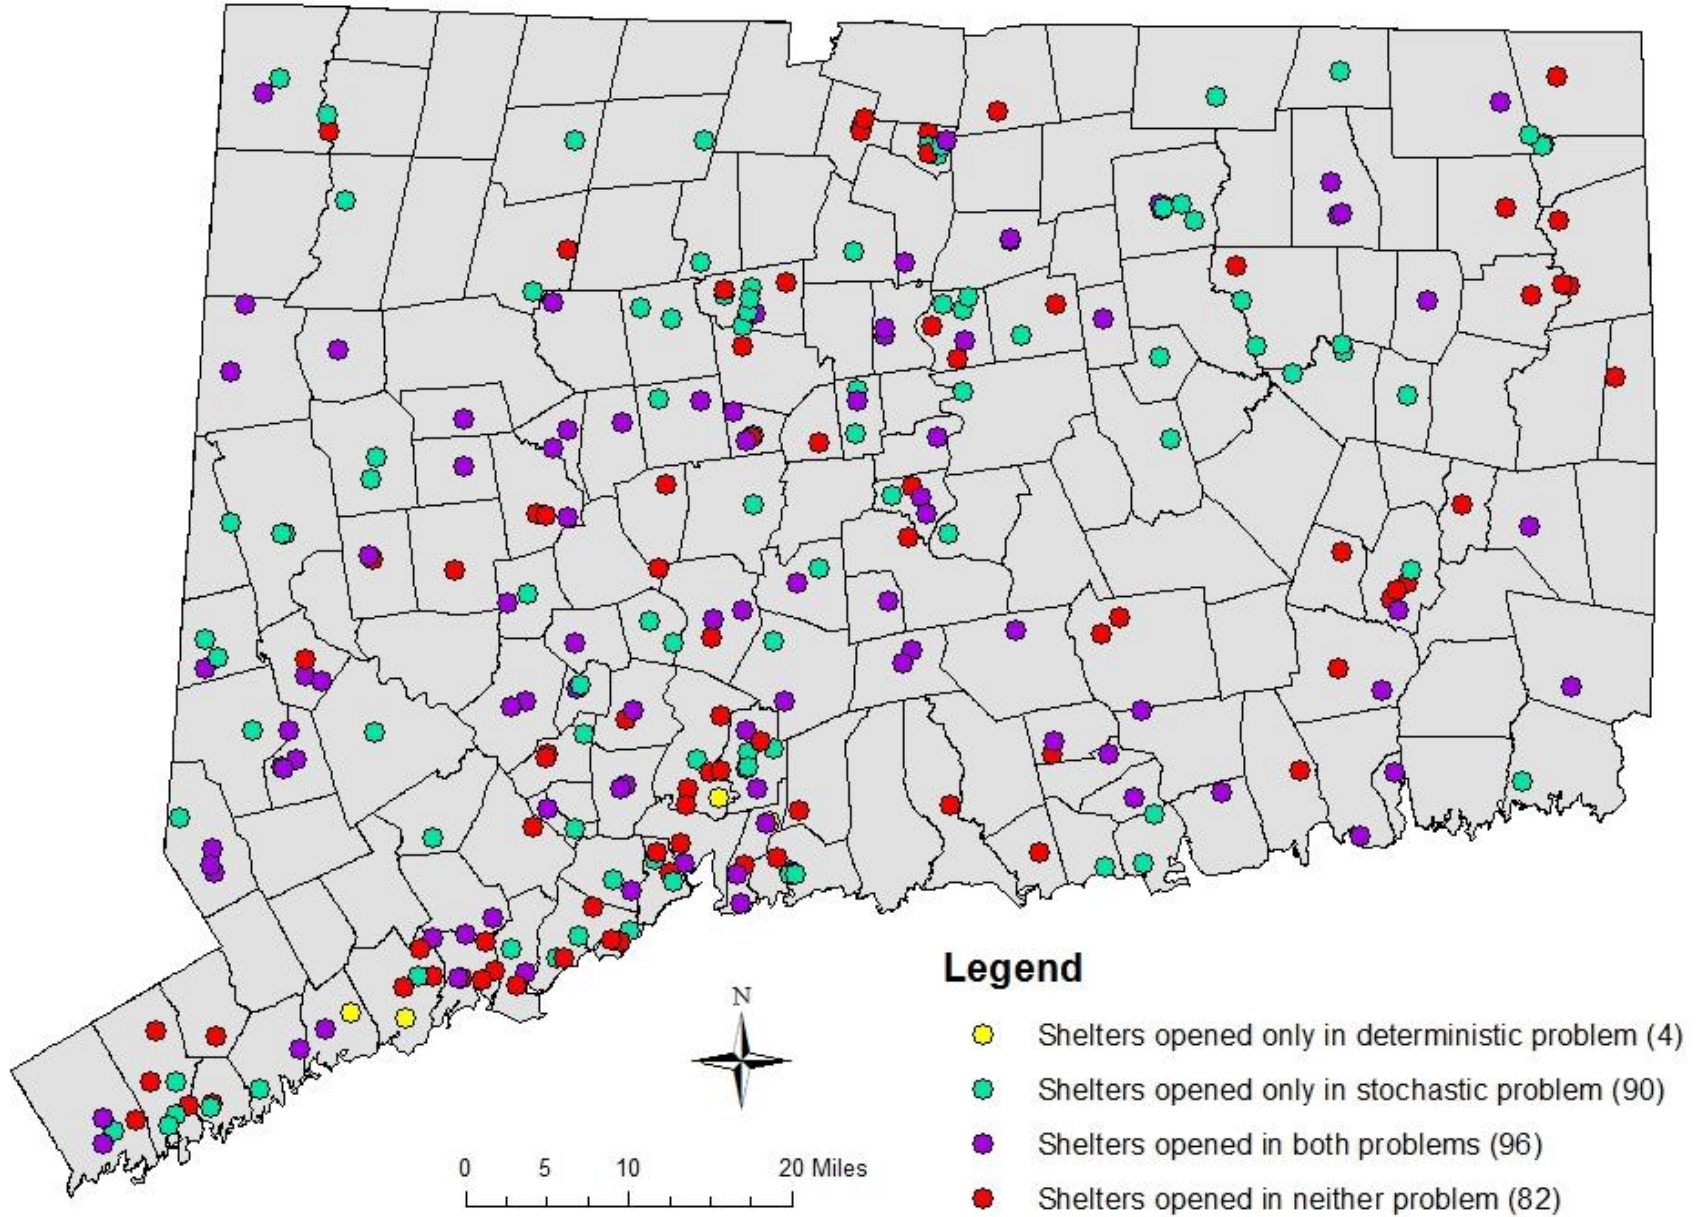 Legend
N
Shelters opened only in deterministic problem (4)
Shelters opened only in stochastic problem (90)
Shelters opened in both problems (96)
0 5 10 20 Miles
Shelters opened in neither problem (82)